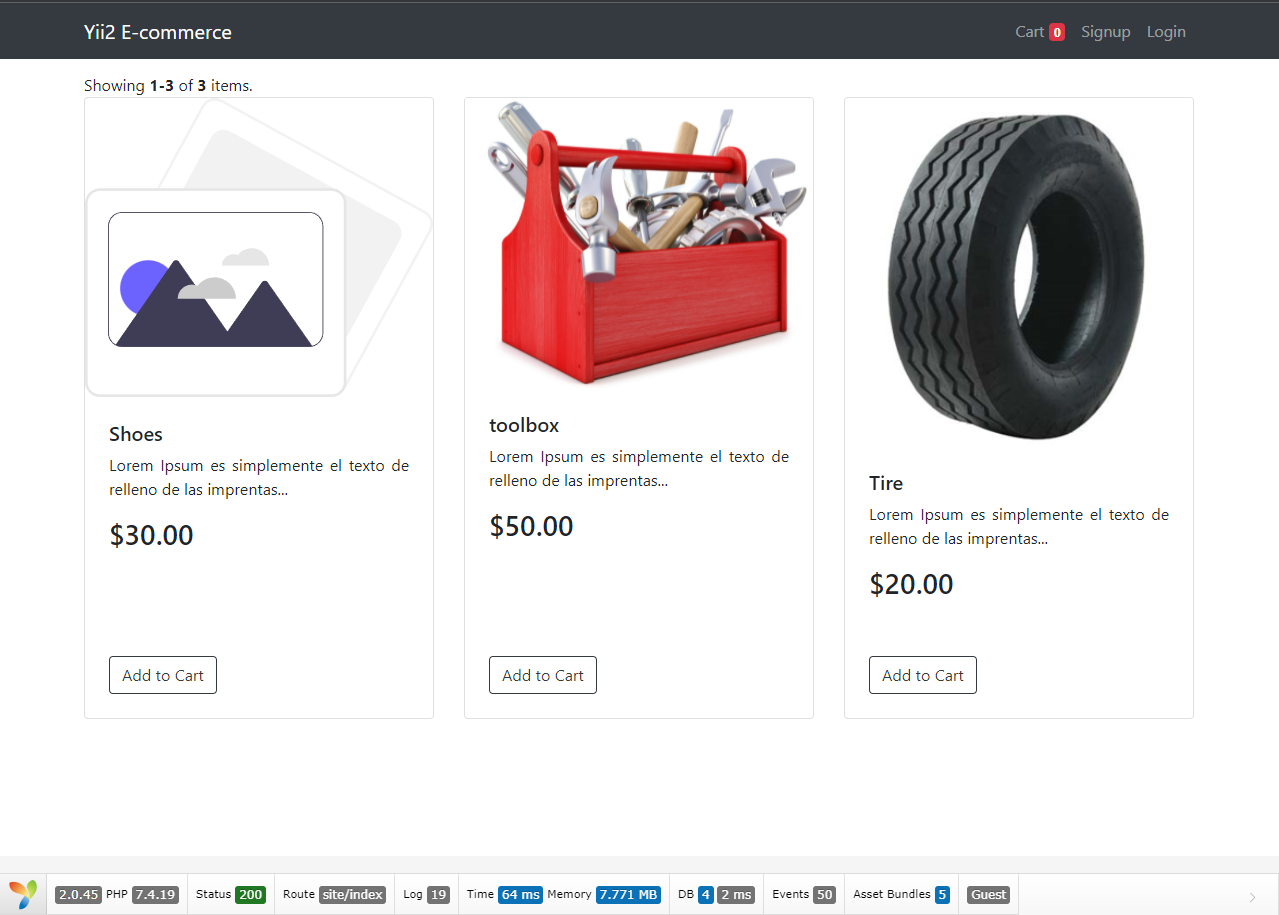 Yii2 E-commerce
Cart 0 Signup Login
Showing 1-3 of 3 items.
Shoes
Lorem Ipsum es simplemente el texto de
relleno de las imprentas...
$30.00
Add to Cart
toolbox
Lorem Ipsum es simplemente el texto de
relleno de las imprentas...
$50.00
Add to Cart
Tire
Lorem Ipsum es simplemente el texto de
relleno de las imprentas...
$20.00
Add to Cart
2.0.45 PHP 7.4.19 Status 200 Route site/index Log 19 Time 64 ms Memory 7.771 MB DB 4 2 ms Events 50 Asset Bundles 5 Guest